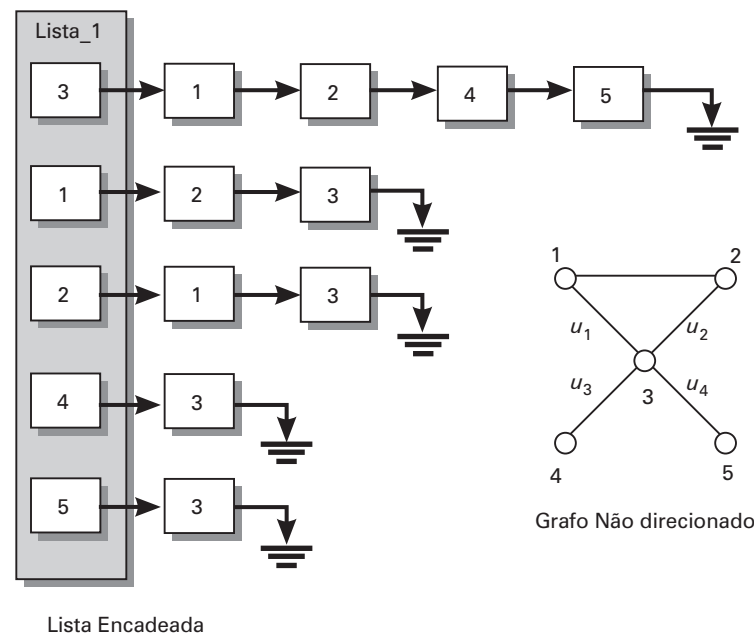 Lista_1
3 1 2 4 5
1 2 3
2 1 3
4 3
5 3
Lista Encadeada
1 2
u1 u2
u3 3 u4
4 5
Grafo Não direcionado